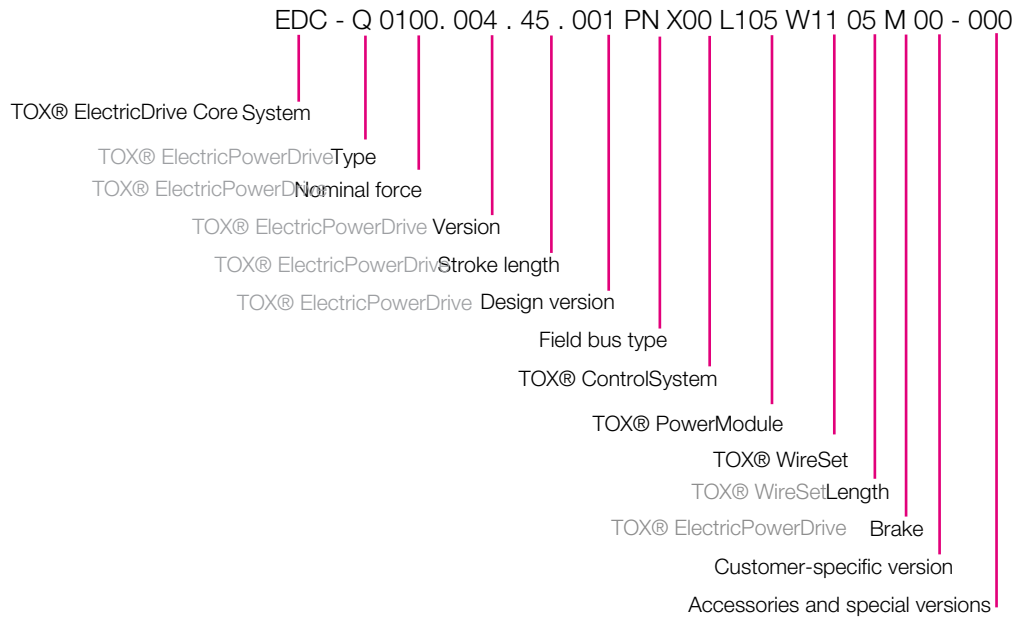 EDC - Q 0100. 004 . 45 . 001 PN X00 L105 W11 05 M 00 - 000
TOX® ElectricDrive Core System
TOX® ElectricPowerDrive Type
TOX® ElectricPowerDrive Nominal force
TOX® ElectricPowerDrive Version
TOX® ElectricPowerDrive Stroke length
TOX® ElectricPowerDrive Design version
Field bus type
TOX® ControlSystem
TOX® PowerModule
TOX® WireSet
TOX® WireSet Length
TOX® ElectricPowerDrive Brake
Customer-specific version
Accessories and special versions